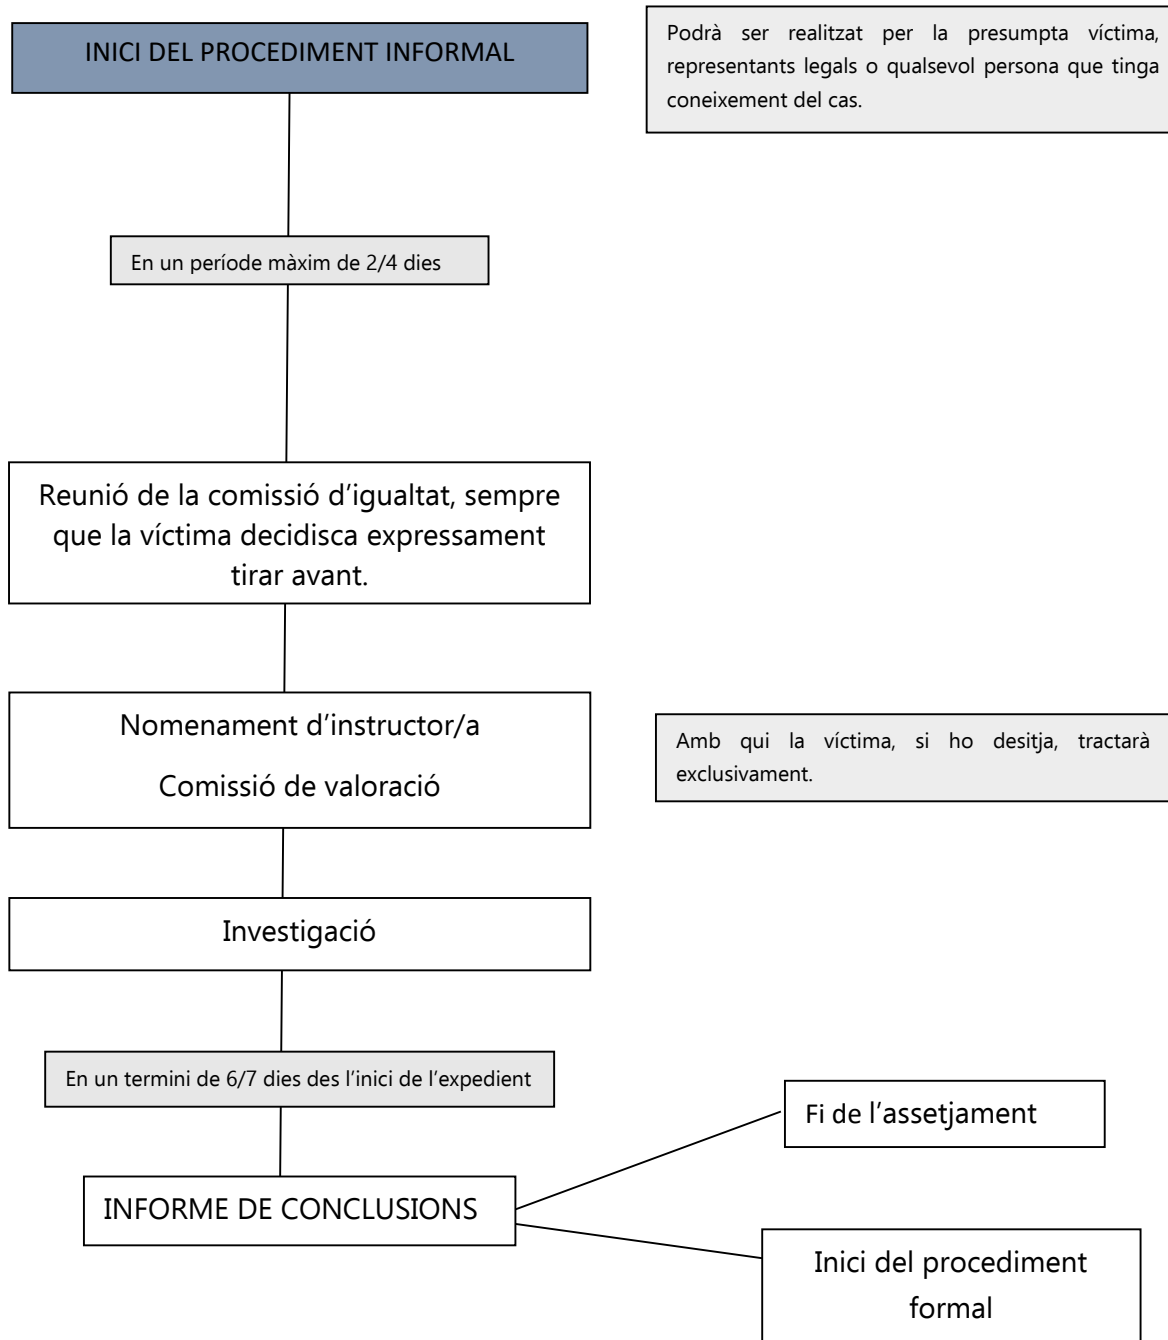 INICI DEL PROCEDIMENT INFORMAL
Podrà ser realitzat per la presumpta víctima,
representants legals o qualsevol persona que tinga
coneixement del cas.
En un període màxim de 2/4 dies
Reunió de la comissió d’igualtat, sempre
que la víctima decidisca expressament
tirar avant.
Nomenament d’instructor/a
Comissió de valoració
Amb qui la víctima, si ho desitja, tractarà
exclusivament.
Investigació
En un termini de 6/7 dies des l’inici de l’expedient
Fi de l’assetjament
INFORME DE CONCLUSIONS
Inici del procediment
formal